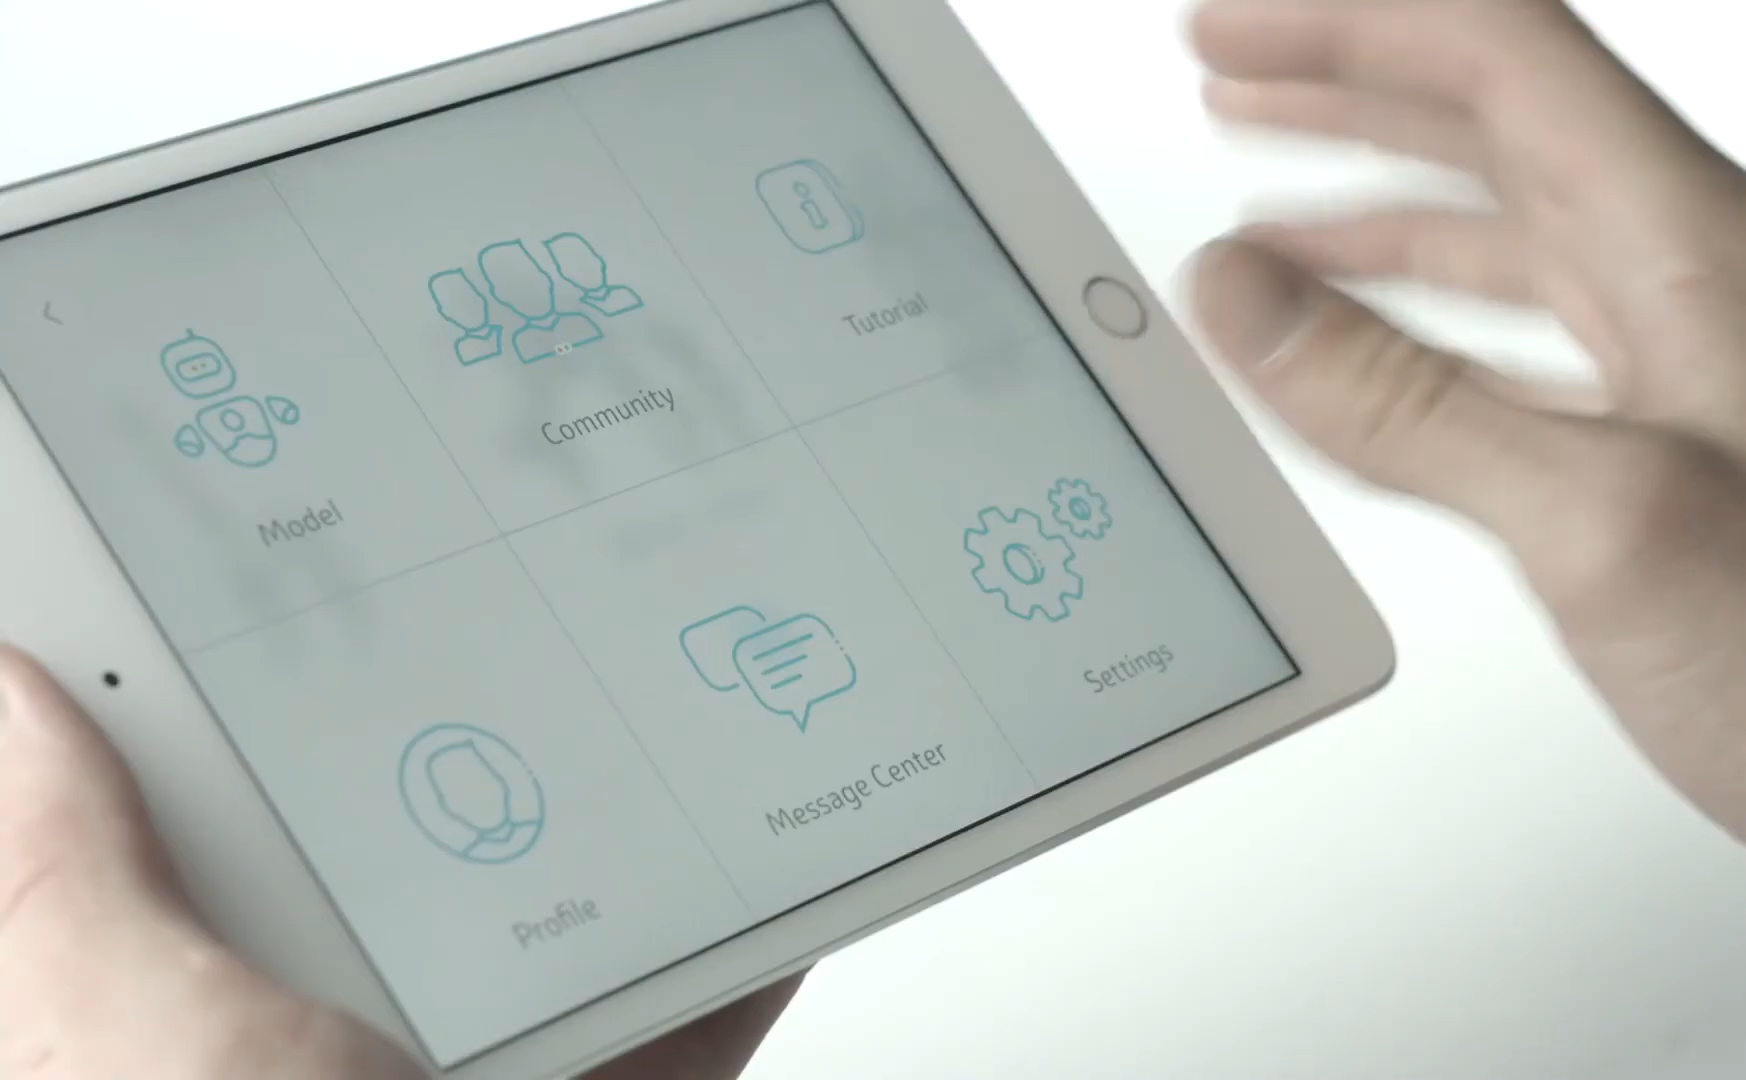 Model
Community
Tutorial
Profile
Message Center
Settings